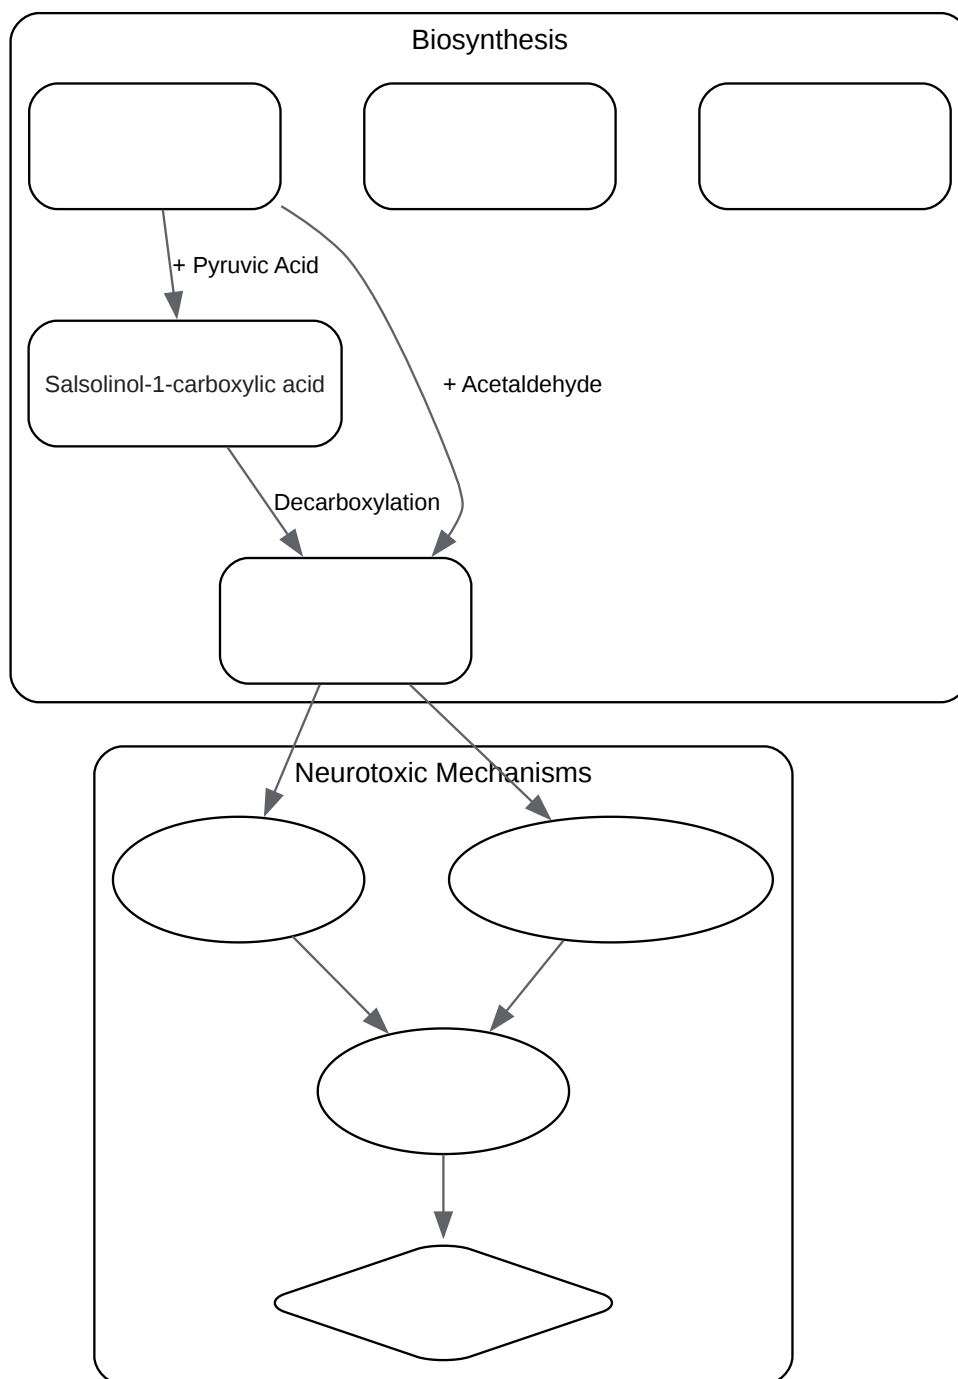 Biosynthesis
+ Pyruvic Acid
Salsolinol-1-carboxylic acid
+ Acetaldehyde
Decarboxylation
Neurotoxic Mechanisms